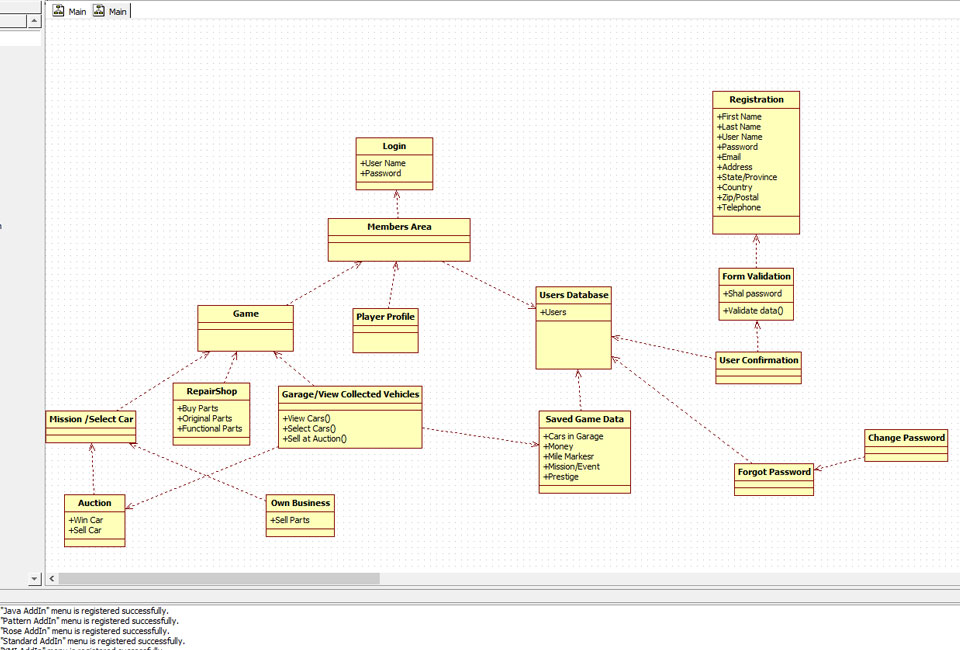 Main Main
Registration
+First Name
+Last Name
+User Name
+Password
+Email
+Address
+State/Province
+Country
+Zip/Postal
+Telephone
Login
+User Name
+Password
Members Area
Form Validation
+Shal password
+Validate data()
Users Database
+Users
Game
Player Profile
User Confirmation
RepairShop
+Buy Parts
+Original Parts
+Functional Parts
Garage/View Collected Vehicles
+View Cars()
+Select Cars()
+Sell at Auction()
Mission /Select Car
Saved Game Data
+Cars in Garage
+Money
+Mile Markesr
+Mission/Event
+Prestige
Change Password
Forgot Password
Auction
+Win Car
+Sell Car
Own Business
+Sell Parts
"Java AddIn" menu is registered successfully.
"Pattern AddIn" menu is registered successfully.
"Rose AddIn" menu is registered successfully.
"Standard AddIn" menu is registered successfully.